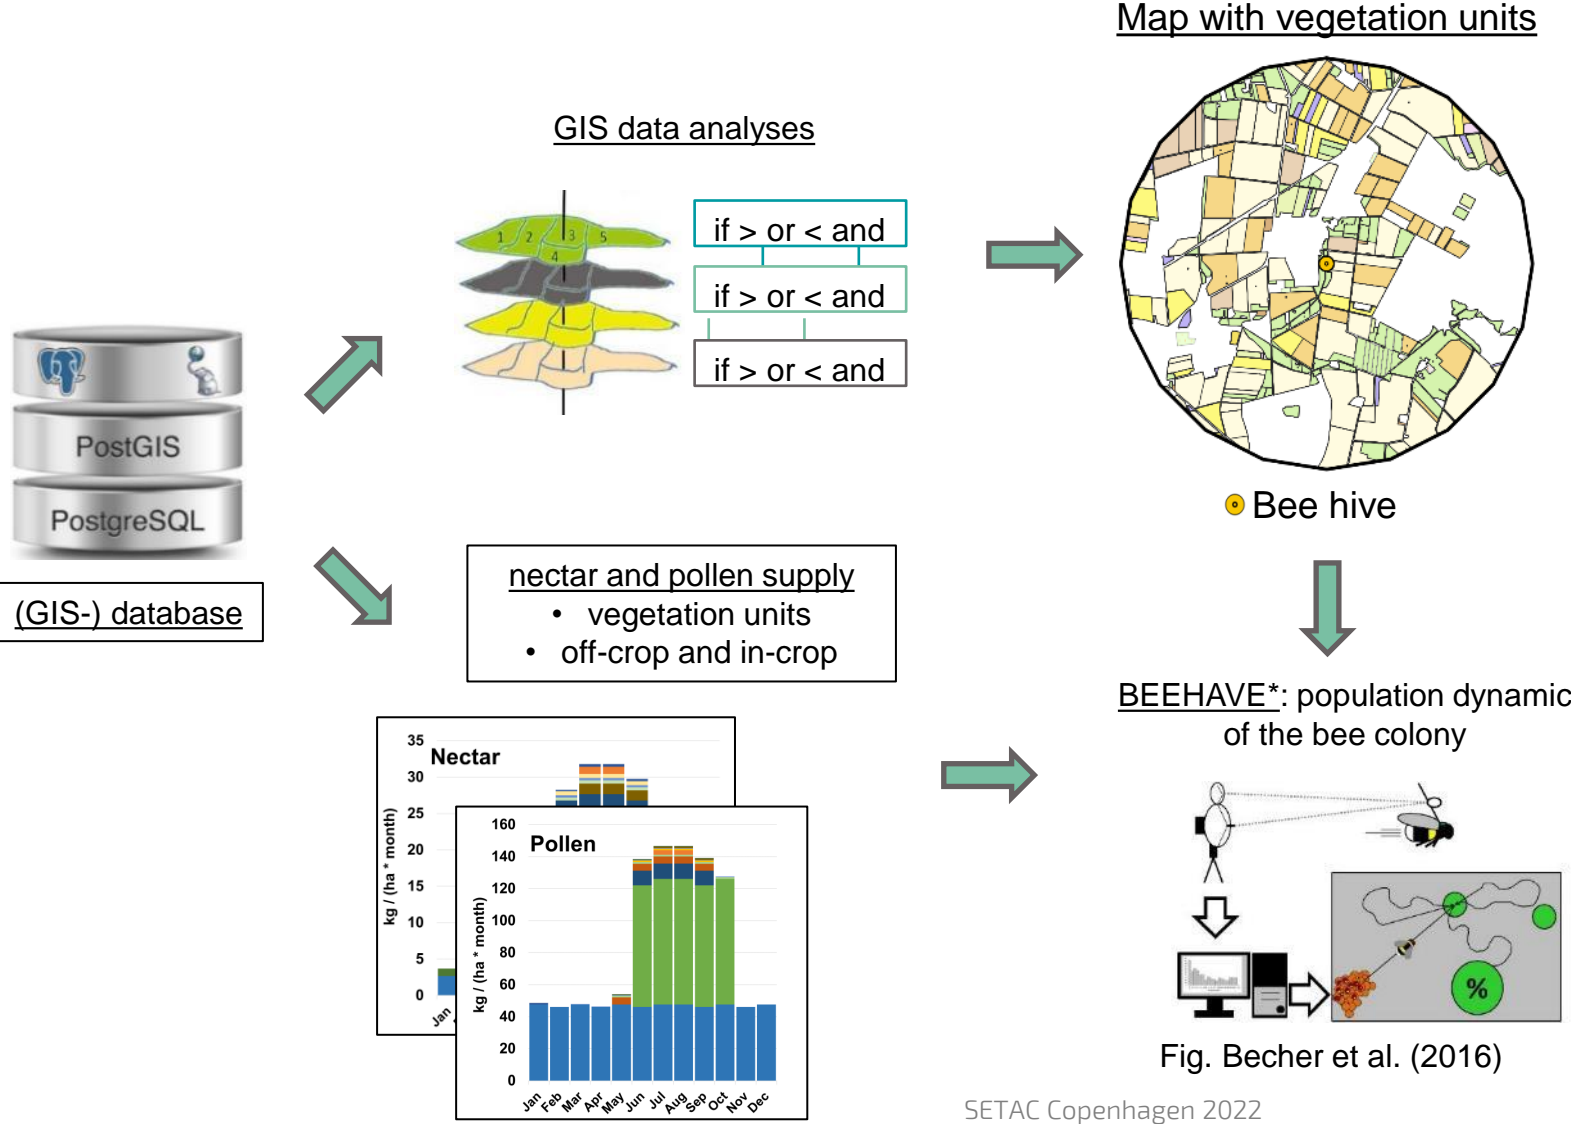 Map with vegetation units
GIS data analyses
1 2 3 5
4
if > or < and
if > or < and
if > or < and
PostGIS
PostgreSQL
(GIS-) database
Bee hive
nectar and pollen supply
• vegetation units
• off-crop and in-crop
BEEHAVE*: population dynamic
of the bee colony
Nectar
kg / (ha * month)
35
30
25
20
15
10
5
0
Jan
Pollen
kg / (ha * month)
160
140
120
100
80
60
40
20
0
Jan Feb Mar Apr May Jun Jul Aug Sep Oct Nov Dec
%
Fig. Becher et al. (2016)
SETAC Copenhagen 2022